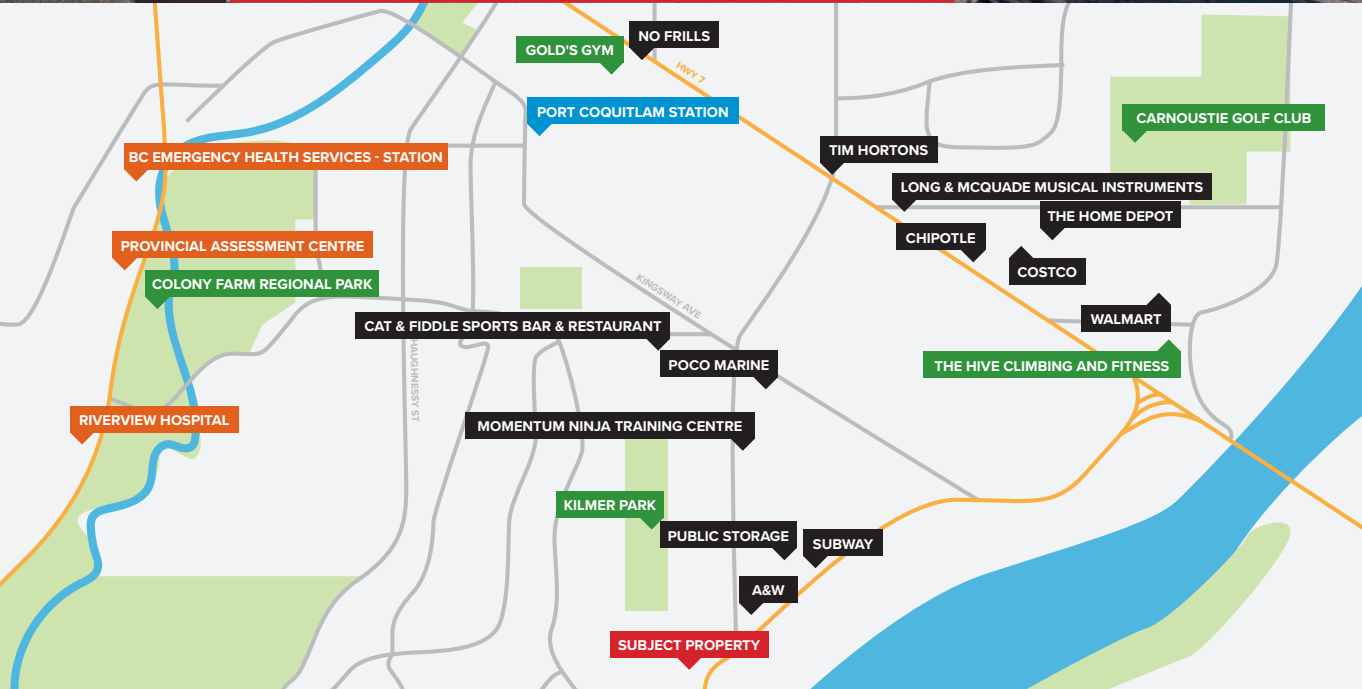 NO FRILLS
GOLD'S GYM
HWY 7
PORT COQUITLAM STATION
CARNOUSTIE GOLF CLUB
TIM HORTONS
BC EMERGENCY HEALTH SERVICES - STATION
LONG & MCQUADE MUSICAL INSTRUMENTS
THE HOME DEPOT
CHIPOTLE
PROVINCIAL ASSESSMENT CENTRE
COSTCO
COLONY FARM REGIONAL PARK
KINGSWAY AVE
WALMART
CAT & FIDDLE SPORTS BAR & RESTAURANT
POCO MARINE
THE HIVE CLIMBING AND FITNESS
SHAUGHNESSY ST
RIVERVIEW HOSPITAL
MOMENTUM NINJA TRAINING CENTRE
KILMER PARK
PUBLIC STORAGE
SUBWAY
A&W
SUBJECT PROPERTY